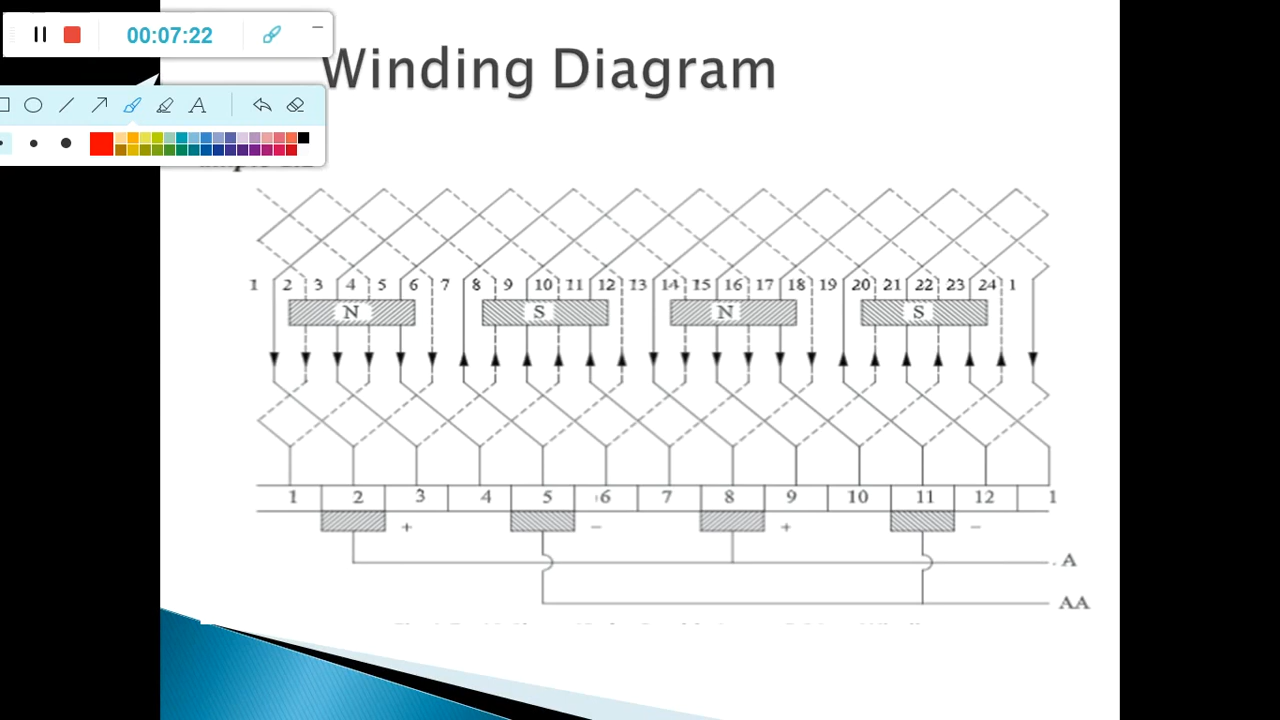 00:07:22
Winding Diagram
A
1 2 3 4 5 6 7 8 9 10 11 12 13 14 15 16 17 18 19 20 21 22 23 24 1
N S N S
1 2 3 4 5 6 7 8 9 10 11 12 1
+ − + −
A
AA